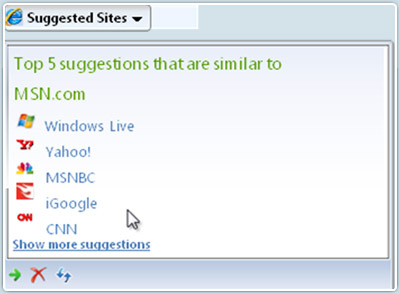 Suggested Sites
Top 5 suggestions that are similar to
MSN.com
Windows Live
Yahoo!
MSNBC
iGoogle
CNN
Show more suggestions